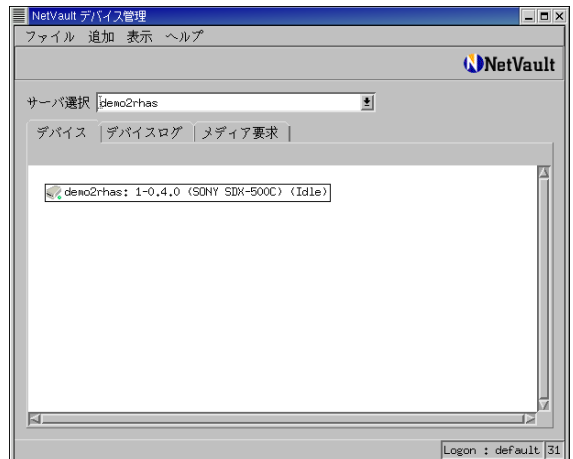 NetVault デバイス管理
ファイル 追加 表示 ヘルプ
NetVault
サーバ選択 demo2rhas
デバイス デバイスログ メディア要求
demo2rhas: 1-0.4.0 (SONY SDX-500C) (Idle)
Logon : default 31